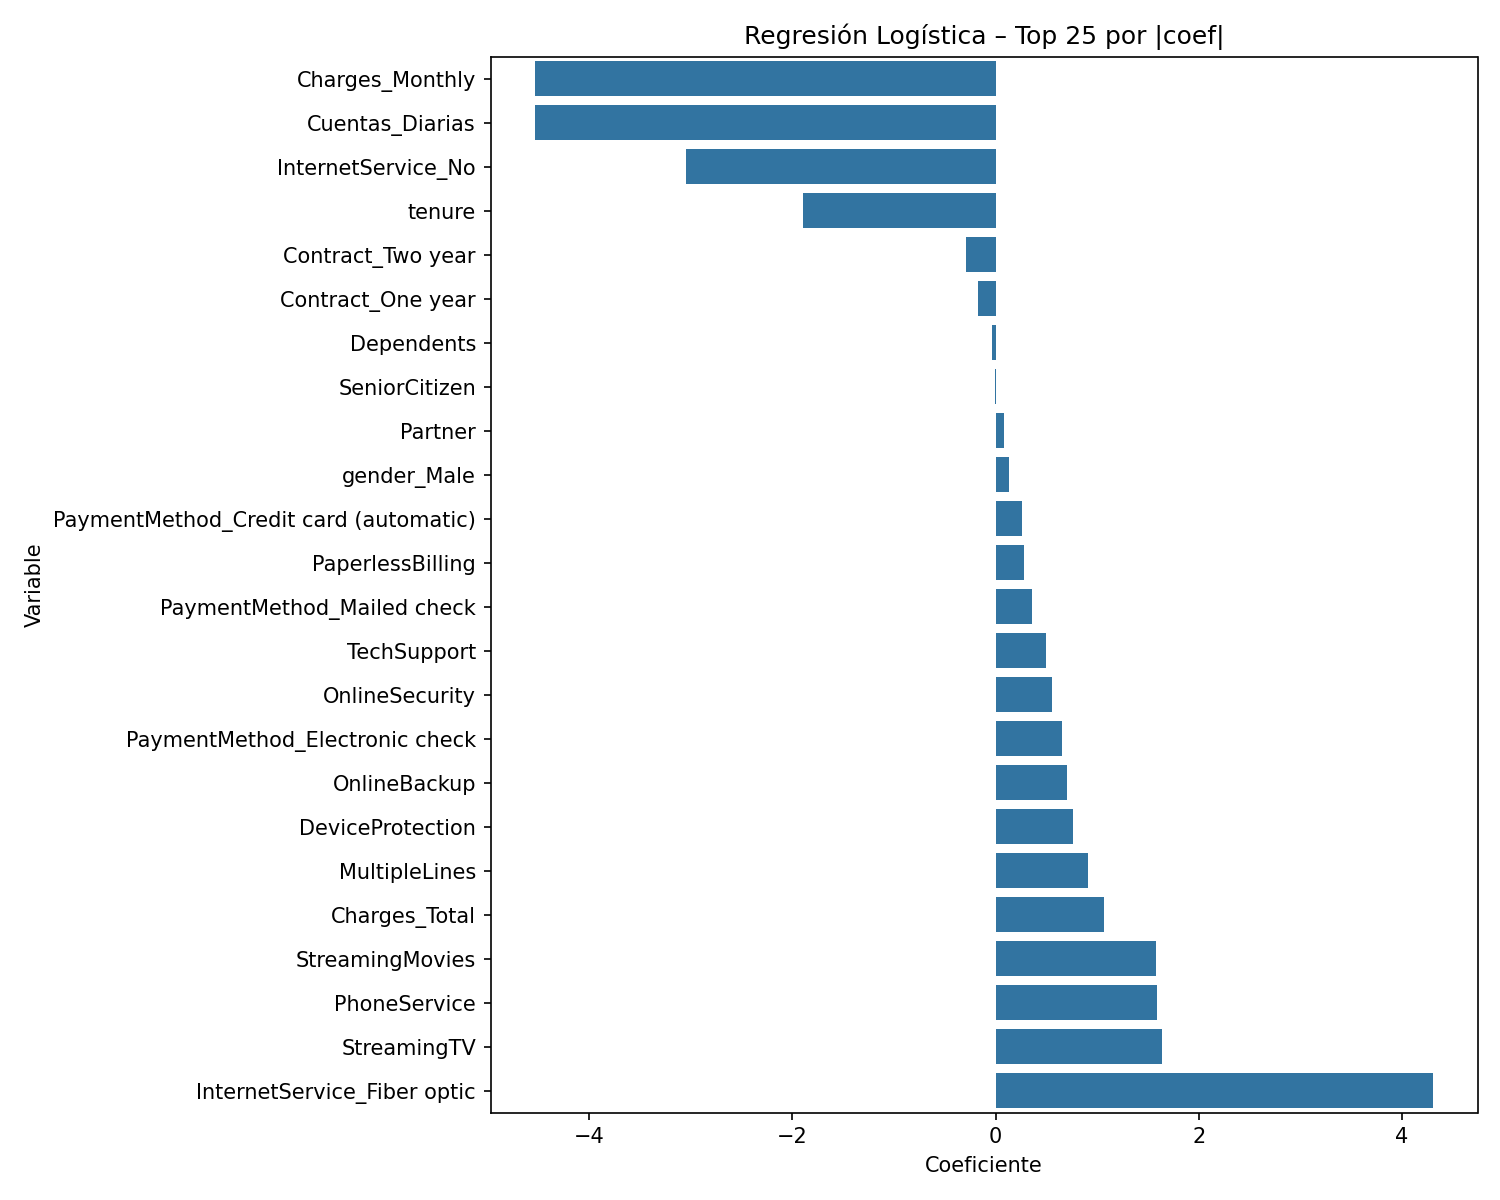 Regresión Logística – Top 25 por |coef|
Charges_Monthly
Cuentas_Diarias
InternetService_No
tenure
Contract_Two year
Contract_One year
Dependents
SeniorCitizen
Partner
gender_Male
PaymentMethod_Credit card (automatic)
PaperlessBilling
PaymentMethod_Mailed check
TechSupport
OnlineSecurity
PaymentMethod_Electronic check
OnlineBackup
DeviceProtection
MultipleLines
Charges_Total
StreamingMovies
PhoneService
StreamingTV
InternetService_Fiber optic
Variable
−4 −2 0 2 4
Coeficiente